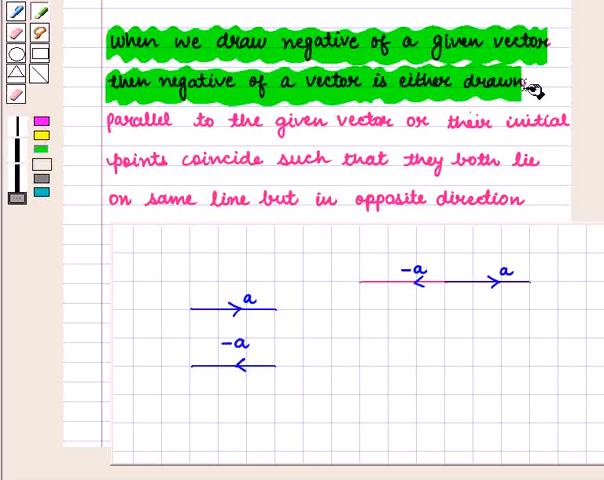 When we draw negative of a given vector
then negative of a vector is either drawn
parallel to the given vector or their initial
points coincide such that they both lie
on same line but in opposite direction
-a a
a
-a